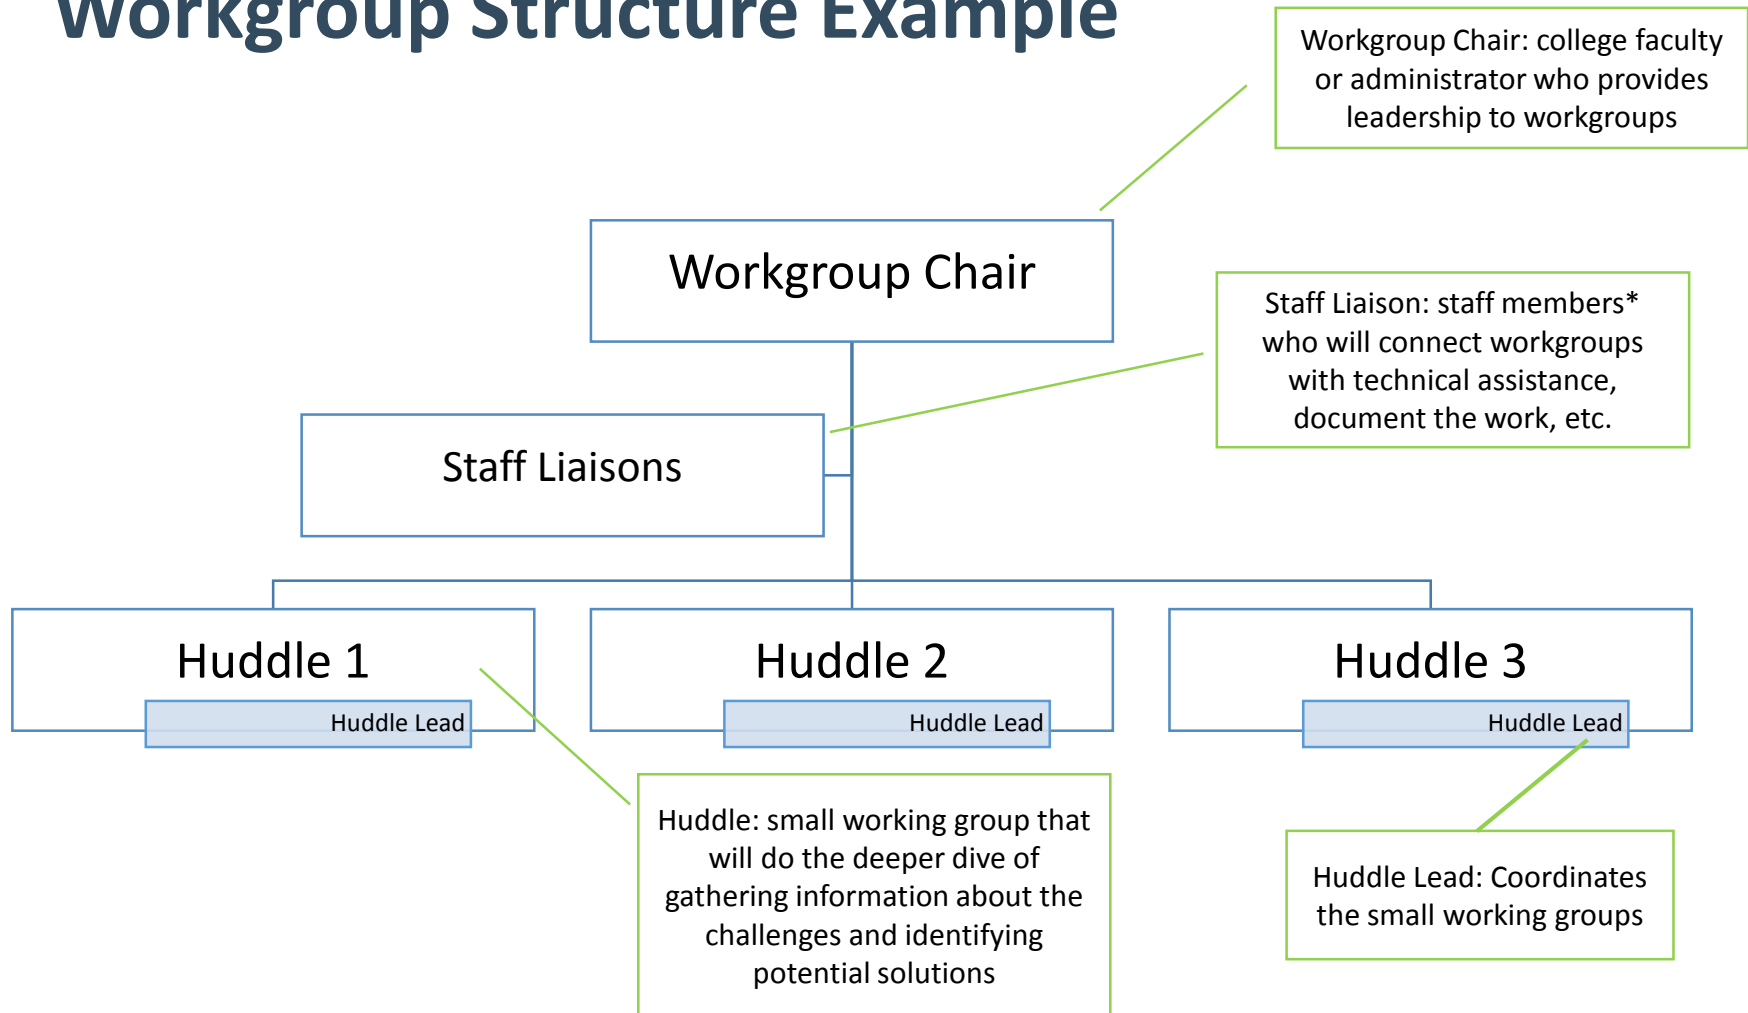 Workgroup Structure Example
Workgroup Chair: college faculty
or administrator who provides
leadership to workgroups
Workgroup Chair
Staff Liaison: staff members*
who will connect workgroups
with technical assistance,
document the work, etc.
Staff Liaisons
Huddle 1
Huddle Lead
Huddle 2
Huddle Lead
Huddle 3
Huddle Lead
Huddle: small working group that
will do the deeper dive of
gathering information about the
challenges and identifying
potential solutions
Huddle Lead: Coordinates
the small working groups